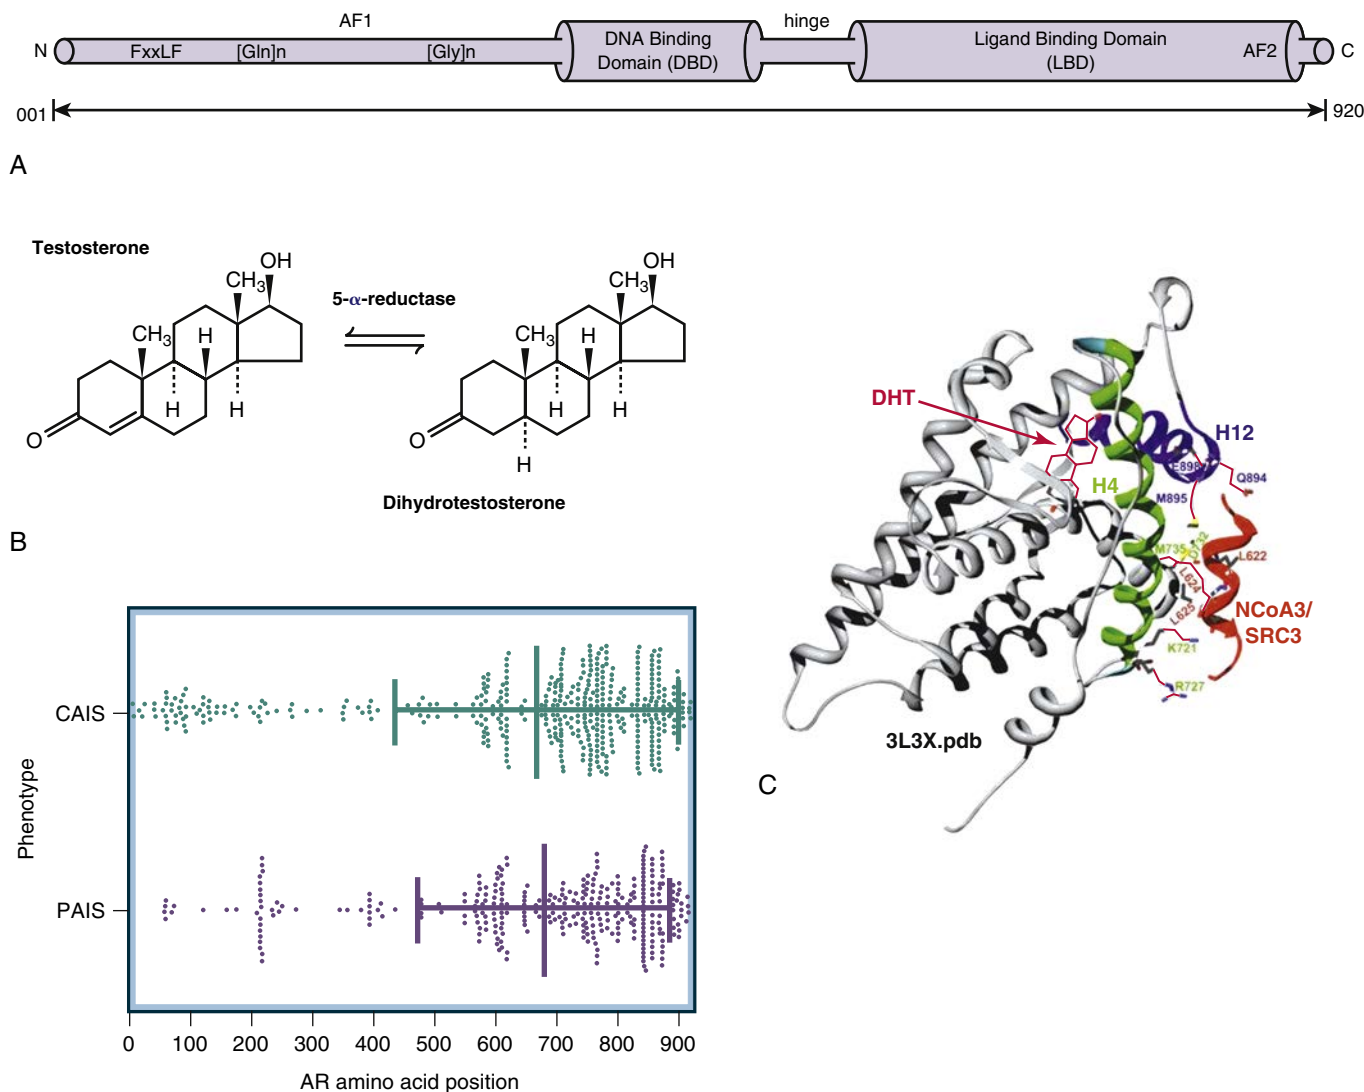 AF1
hinge
N
FxxLF
[Gln]n
[Gly]n
DNA Binding
Domain (DBD)
Ligand Binding Domain
(LBD)
AF2
C
001
920
A
Testosterone
OH
CH3
CH3
H
H
H
O
5-α-reductase
OH
CH3
CH3
H
H
H
H
O
Dihydrotestosterone
B
DHT
H4
H12
E898
Q894
M895
M735
D732
L622
L624
L625
NCoA3/
SRC3
K721
R727
3L3X.pdb
C
Phenotype
CAIS
PAIS
0 100 200 300 400 500 600 700 800 900
AR amino acid position